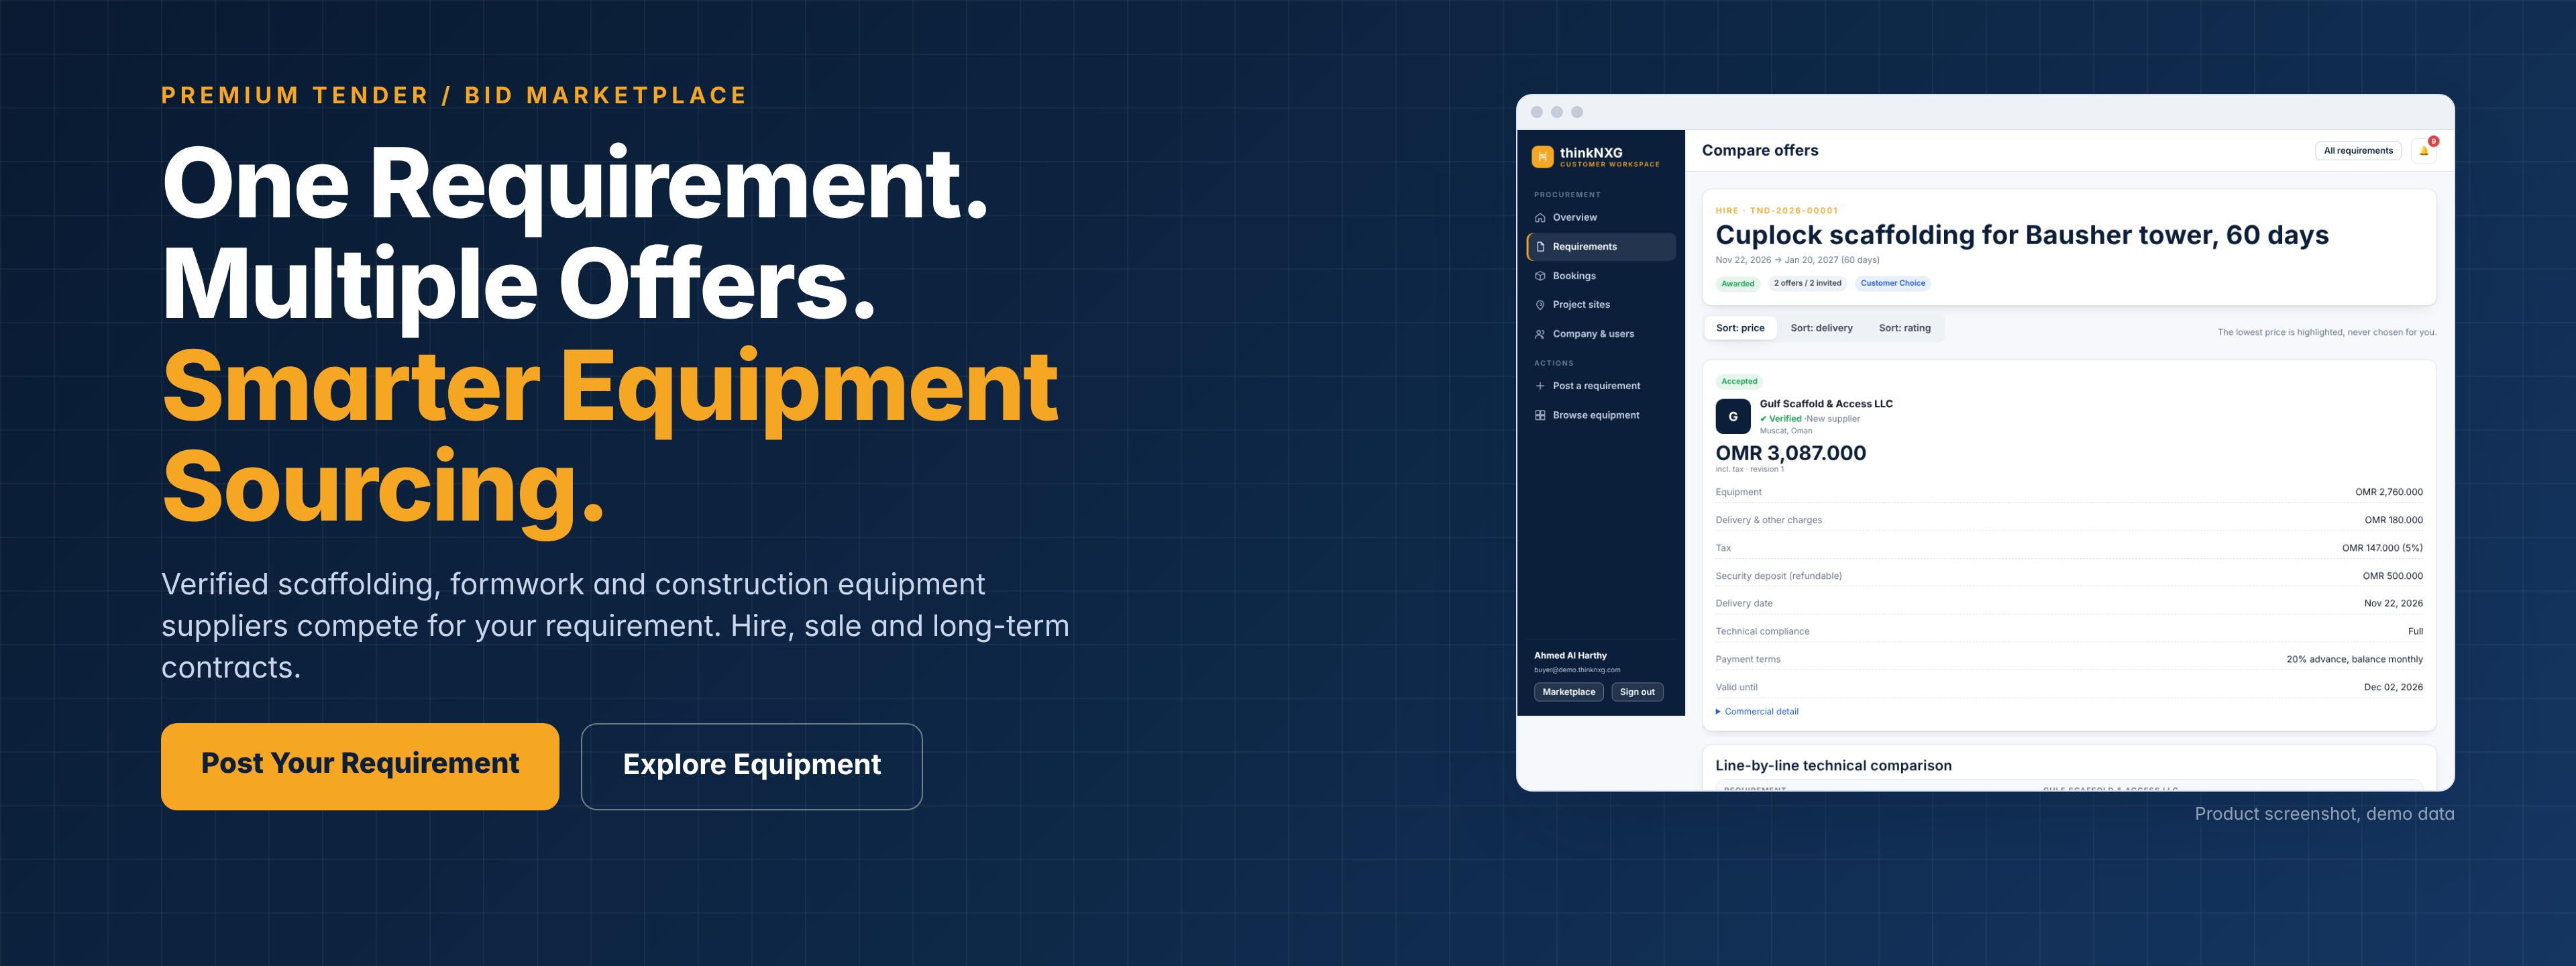 PREMIUM TENDER / BID MARKETPLACE
One Requirement.
Multiple Offers.
Smarter Equipment
Sourcing.
Verified scaffolding, formwork and construction equipment
suppliers compete for your requirement. Hire, sale and long-term
contracts.
Post Your Requirement
Explore Equipment
thinkNXG
CUSTOMER WORKSPACE
PROCUREMENT
Overview
Requirements
Bookings
Project sites
Company & users
ACTIONS
Post a requirement
Browse equipment
Ahmed Al Harthy
buyer@demo.thinknxg.com
Marketplace
Sign out
Compare offers
All requirements
9
HIRE · TND-2026-00001
Cuplock scaffolding for Bausher tower, 60 days
Nov 22, 2026 → Jan 20, 2027 (60 days)
Awarded
2 offers / 2 invited
Customer Choice
Sort: price
Sort: delivery
Sort: rating
The lowest price is highlighted, never chosen for you.
Accepted
G
Gulf Scaffold & Access LLC
✔ Verified ·New supplier
Muscat, Oman
OMR 3,087.000
incl. tax · revision 1
Equipment OMR 2,760.000
Delivery & other charges OMR 180.000
Tax OMR 147.000 (5%)
Security deposit (refundable) OMR 500.000
Delivery date Nov 22, 2026
Technical compliance Full
Payment terms 20% advance, balance monthly
Valid until Dec 02, 2026
▸ Commercial detail
Line-by-line technical comparison
REQUIREMENT GULF SCAFFOLD & ACCESS LLC
Product screenshot, demo data